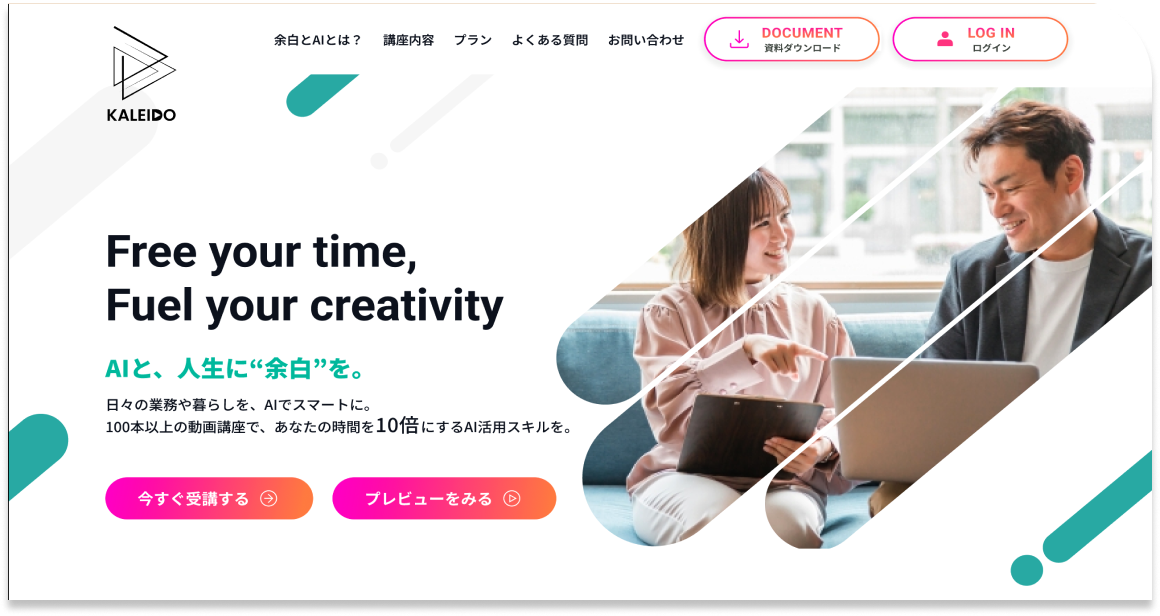 KALEIDO
余白とAIとは？
講座内容
プラン
よくある質問
お問い合わせ
DOCUMENT
資料ダウンロード
LOG IN
ログイン
Free your time,
Fuel your creativity
AIと、人生に“余白”を。
日々の業務や暮らしを、AIでスマートに。
100本以上の動画講座で、あなたの時間を10倍にするAI活用スキルを。
今すぐ受講する
プレビューをみる